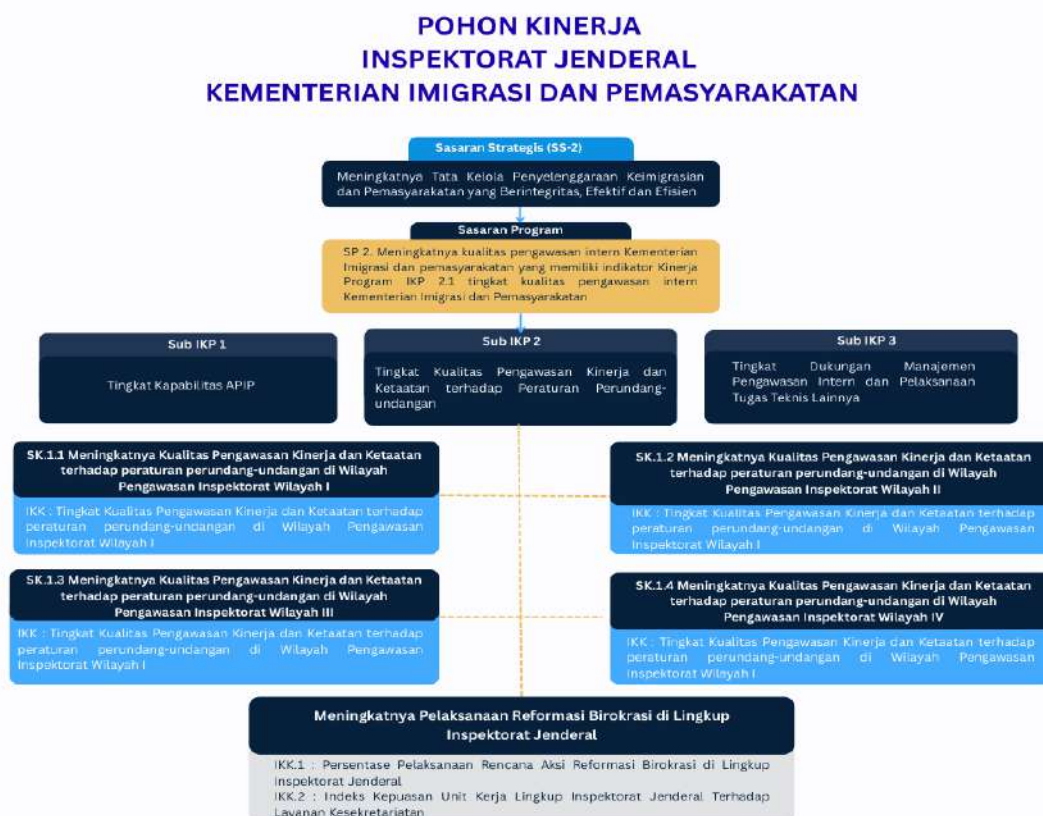 POHON KINERJA
INSPEKTORAT JENDERAL
KEMENTERIAN IMIGRASI DAN PEMASYARAKATAN
Sasaran Strategis (SS-2)
Meningkatnya Tata Kelola Penyelenggaraan Keimigrasian
dan Pemasyarakatan yang Berintegritas, Efektif dan Efisien
Sasaran Program
SP 2. Meningkatnya kualitas pengawasan intern Kementerian
Imigrasi dan pemasyarakatan yang memiliki indikator Kinerja
Program IKP 2.1 tingkat kualitas pengawasan intern
Kementerian Imigrasi dan Pemasyarakatan
Sub IKP 1
Tingkat Kapabilitas APIP
Sub IKP 2
Tingkat Kualitas Pengawasan Kinerja dan
Ketaatan terhadap Peraturan Perundang-
undangan
Sub IKP 3
Tingkat Dukungan Manajemen
Pengawasan Intern dan Pelaksanaan
Tugas Teknis Lainnya
SK.1.1 Meningkatnya Kualitas Pengawasan Kinerja dan Ketaatan
terhadap peraturan perundang-undangan di Wilayah
Pengawasan Inspektorat Wilayah I
IKK : Tingkat Kualitas Pengawasan Kinerja dan Ketaatan terhadap
peraturan perundang-undangan di Wilayah Pengawasan
Inspektorat Wilayah I
SK.1.2 Meningkatnya Kualitas Pengawasan Kinerja dan Ketaatan
terhadap peraturan perundang-undangan di Wilayah
Pengawasan Inspektorat Wilayah II
IKK : Tingkat Kualitas Pengawasan Kinerja dan Ketaatan terhadap
peraturan perundang-undangan di Wilayah Pengawasan
Inspektorat Wilayah I
SK.1.3 Meningkatnya Kualitas Pengawasan Kinerja dan Ketaatan
terhadap peraturan perundang-undangan di Wilayah
Pengawasan Inspektorat Wilayah III
IKK : Tingkat Kualitas Pengawasan Kinerja dan Ketaatan terhadap
peraturan perundang-undangan di Wilayah Pengawasan
Inspektorat Wilayah I
SK.1.4 Meningkatnya Kualitas Pengawasan Kinerja dan Ketaatan
terhadap peraturan perundang-undangan di Wilayah
Pengawasan Inspektorat Wilayah IV
IKK : Tingkat Kualitas Pengawasan Kinerja dan Ketaatan terhadap
peraturan perundang-undangan di Wilayah Pengawasan
Inspektorat Wilayah I
Meningkatnya Pelaksanaan Reformasi Birokrasi di Lingkup
Inspektorat Jenderal
IKK.1 : Persentase Pelaksanaan Rencana Aksi Reformasi Birokrasi di Lingkup
Inspektorat Jenderal
IKK.2 : Indeks Kepuasan Unit Kerja Lingkup Inspektorat Jenderal Terhadap
Layanan Kesekretariatan